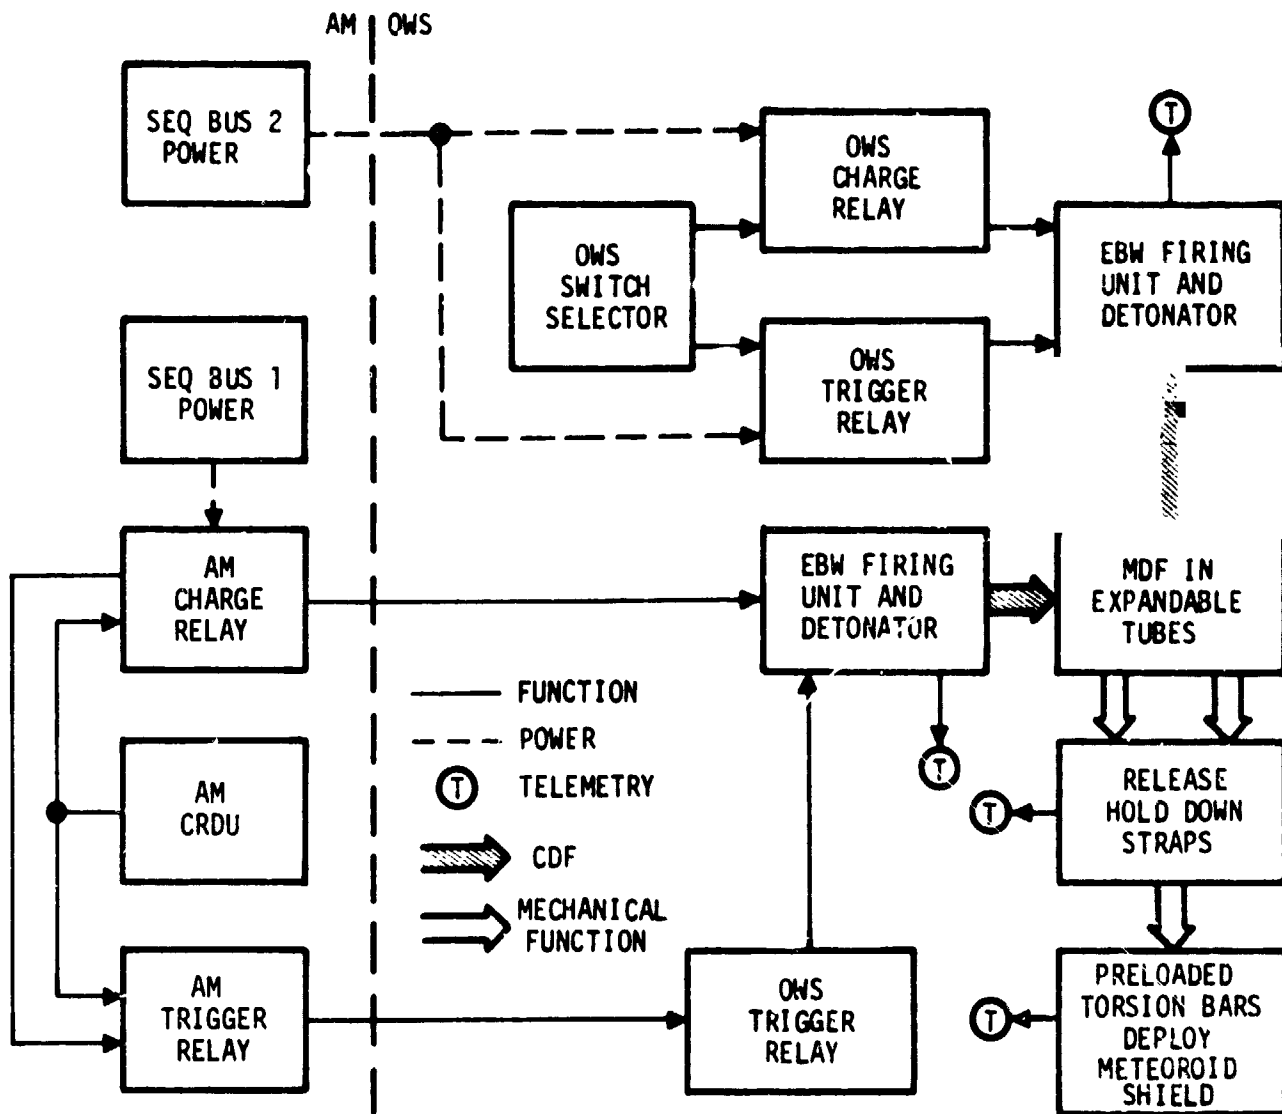 AM OWS
SEQ BUS 2
POWER
OWS
CHARGE
RELAY
T
OWS
SWITCH
SELECTOR
EBW FIRING
UNIT AND
DETONATOR
SEQ BUS 1
POWER
OWS
TRIGGER
RELAY
AM
CHARGE
RELAY
EBW FIRING
UNIT AND
DETONATOR
MDF IN
EXPANDABLE
TUBES
FUNCTION
POWER
T TELEMETRY
CDF
MECHANICAL
FUNCTION
T
AM
CRDU
T
RELEASE
HOLD DOWN
STRAPS
AM
TRIGGER
RELAY
OWS
TRIGGER
RELAY
T
PRELOADED
TORSION BARS
DEPLOY
METEOROID
SHIELD